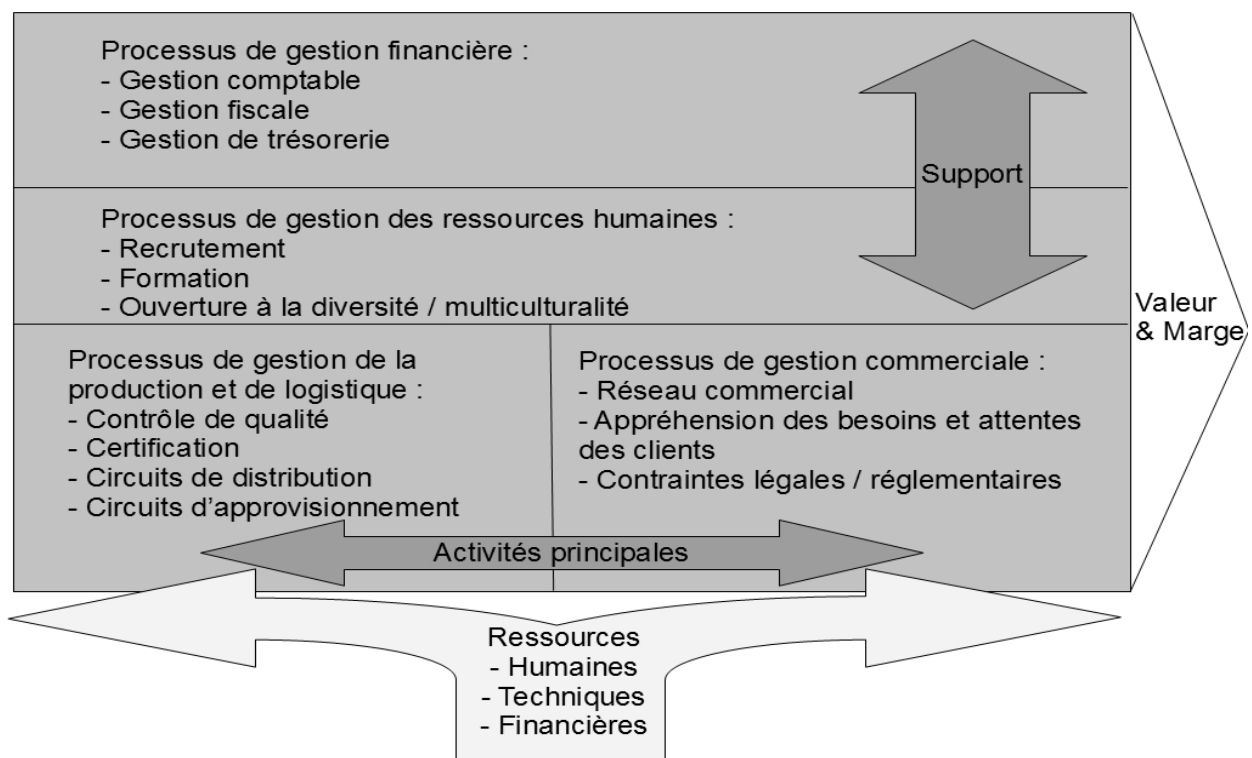 Processus de gestion financière :
- Gestion comptable
- Gestion fiscale
- Gestion de trésorerie
Support
Processus de gestion des ressources humaines :
- Recrutement
- Formation
- Ouverture à la diversité / multiculturalité
Valeur
& Marge
Processus de gestion de la
production et de logistique :
- Contrôle de qualité
- Certification
- Circuits de distribution
- Circuits d’approvisionnement
Processus de gestion commerciale :
- Réseau commercial
- Appréhension des besoins et attentes
des clients
- Contraintes légales / réglementaires
Activités principales
Ressources
- Humaines
- Techniques
- Financières